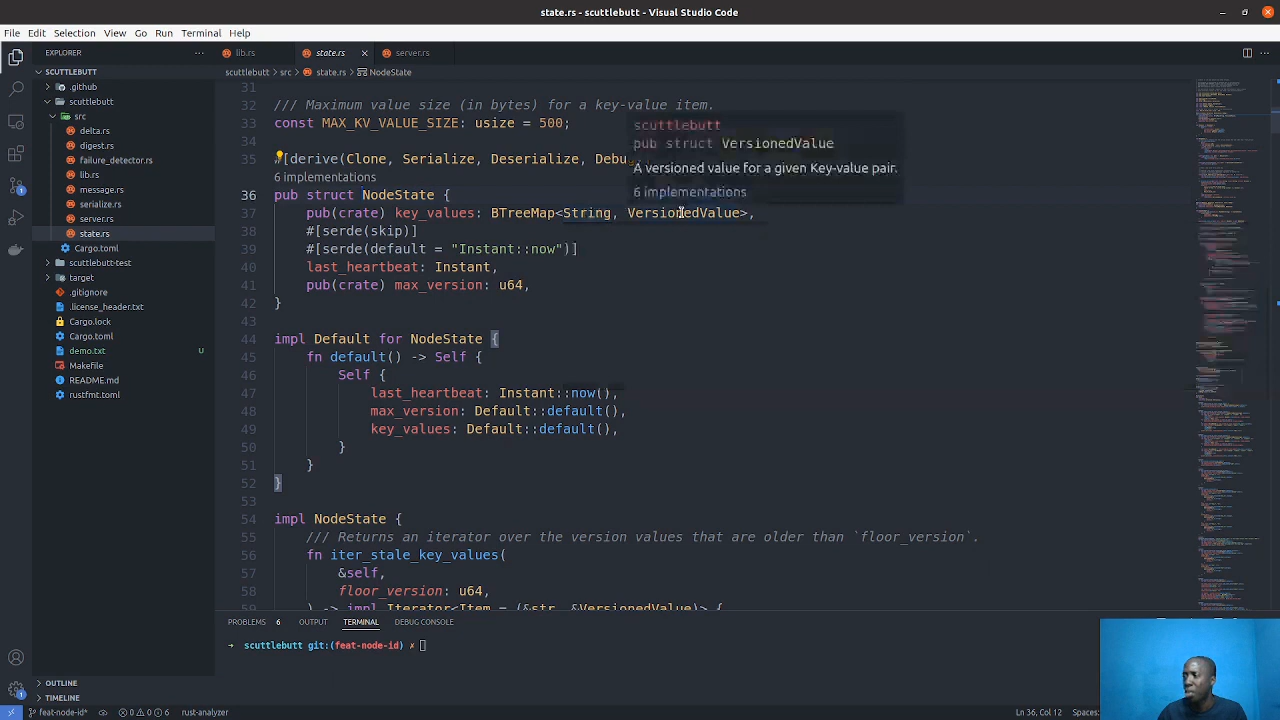 state.rs - scuttlebutt - Visual Studio Code
File Edit Selection View Go Run Terminal Help
EXPLORER
SCUTTLEBUTT
.github
scuttlebutt
src
delta.rs
digest.rs
failure_detector.rs
lib.rs
message.rs
serialize.rs
server.rs
state.rs
Cargo.toml
scuttlebutt-test
target
.gitignore
.license_header.txt
Cargo.lock
Cargo.toml
demo.txt U
Makefile
README.md
rustfmt.toml
OUTLINE
TIMELINE
lib.rs state.rs server.rs
scuttlebutt > src > state.rs > NodeState
31
32 /// Maximum value size (in bytes) for a key-value item.
33 const MAX_KV_VALUE_SIZE: usize = 500;
34
35 #[derive(Clone, Serialize, Deserialize, Debug
6 implementations
36 pub struct NodeState {
37 pub(crate) key_values: BTreeMap<String, VersionedValue>,
38 #[serde(skip)]
39 #[serde(default = "Instant::now")]
40 last_heartbeat: Instant,
41 pub(crate) max_version: u64,
42 }
43
44 impl Default for NodeState {
45 fn default() -> Self {
46 Self {
47 last_heartbeat: Instant::now(),
48 max_version: Default::default(),
49 key_values: Default::default(),
50 }
51 }
52 }
53
54 impl NodeState {
55 /// Returns an iterator over the version values that are older than `floor_version`.
56 fn iter_stale_key_values(
57 &self,
58 floor_version: u64,
59 ) -> impl Iterator<Item = (&str, &VersionedValue)> {
scuttlebutt
pub struct VersionedValue
A versioned value for a given key-value pair.
6 implementations
PROBLEMS 6 OUTPUT TERMINAL DEBUG CONSOLE
→ scuttlebutt git:(feat-node-id) ✗
feat-node-id* 0 0 6 rust-analyzer Ln 36, Col 12 Spaces: